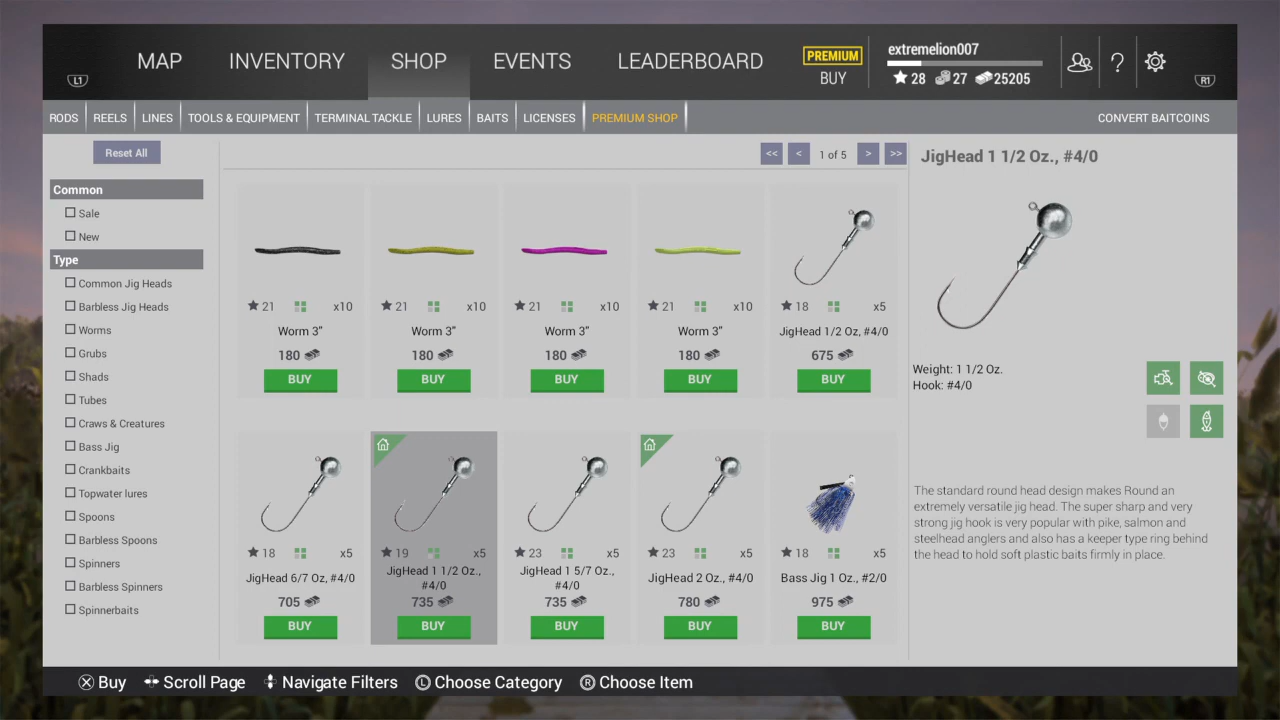 MAP INVENTORY SHOP EVENTS LEADERBOARD PREMIUM BUY
extremelion007
28 27 25205
L1 ? R1
RODS REELS LINES TOOLS & EQUIPMENT TERMINAL TACKLE LURES BAITS LICENSES PREMIUM SHOP CONVERT BAITCOINS
Reset All
Common
Sale
New
Type
Common Jig Heads
Barbless Jig Heads
Worms
Grubs
Shads
Tubes
Craws & Creatures
Bass Jig
Crankbaits
Topwater lures
Spoons
Barbless Spoons
Spinners
Barbless Spinners
Spinnerbaits
<< < 1 of 5 > >>
21 x10 21 x10 21 x10 21 x10 18 x5
Worm 3" Worm 3" Worm 3" Worm 3" JigHead 1/2 Oz, #4/0
180 180 180 180 675
BUY BUY BUY BUY BUY
18 x5 19 x5 23 x5 23 x5 18 x5
JigHead 6/7 Oz, #4/0 JigHead 1 1/2 Oz., #4/0 JigHead 1 5/7 Oz., #4/0 JigHead 2 Oz., #4/0 Bass Jig 1 Oz., #2/0
705 735 735 780 975
BUY BUY BUY BUY BUY
JigHead 1 1/2 Oz., #4/0
Weight: 1 1/2 Oz.
Hook: #4/0
The standard round head design makes Round an
extremely versatile jig head. The super sharp and very
strong jig hook is very popular with pike, salmon and
steelhead anglers and also has a keeper type ring behind
the head to hold soft plastic baits firmly in place.
Buy Scroll Page Navigate Filters L Choose Category R Choose Item